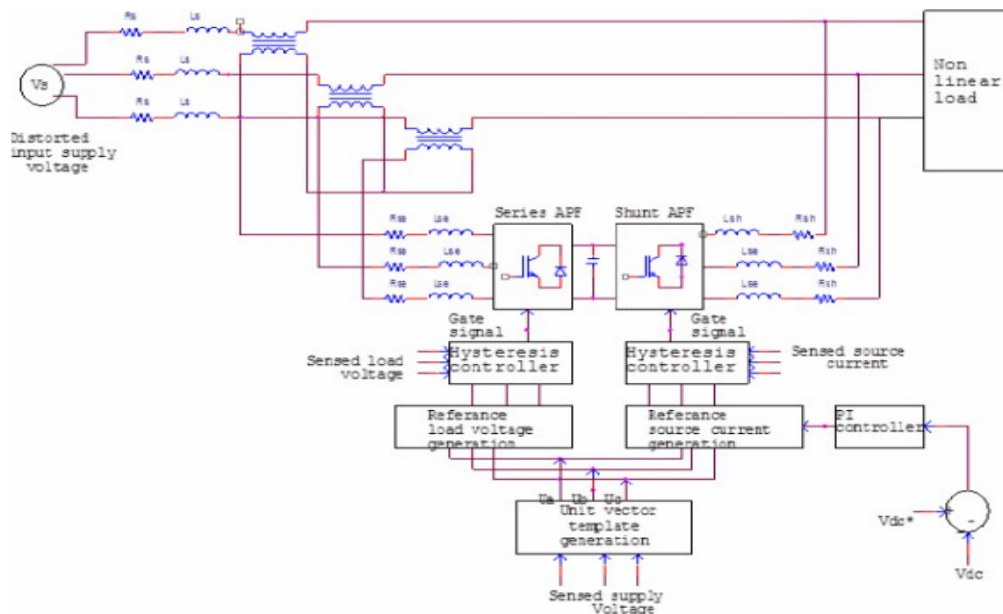 Rs Ls
Rs Ls
Rs Ls
Vs
Distorted
input supply
voltage
Non
linear
load
Series APF
Shunt APF
Rse Lse
Rse Lse
Rse Lse
Lsh Rsh
Lse Rsh
Lse Rsh
Gate
signal
Gate
signal
Sensed load
voltage
Hysteresis
controller
Hysteresis
controller
Sensed source
current
Referance
load voltage
generation
Referance
source current
generation
PI
controller
Ua Ub Us
Unit vector
template
generation
Vdc*
+
-
-
Vdc
Sensed supply
Voltage